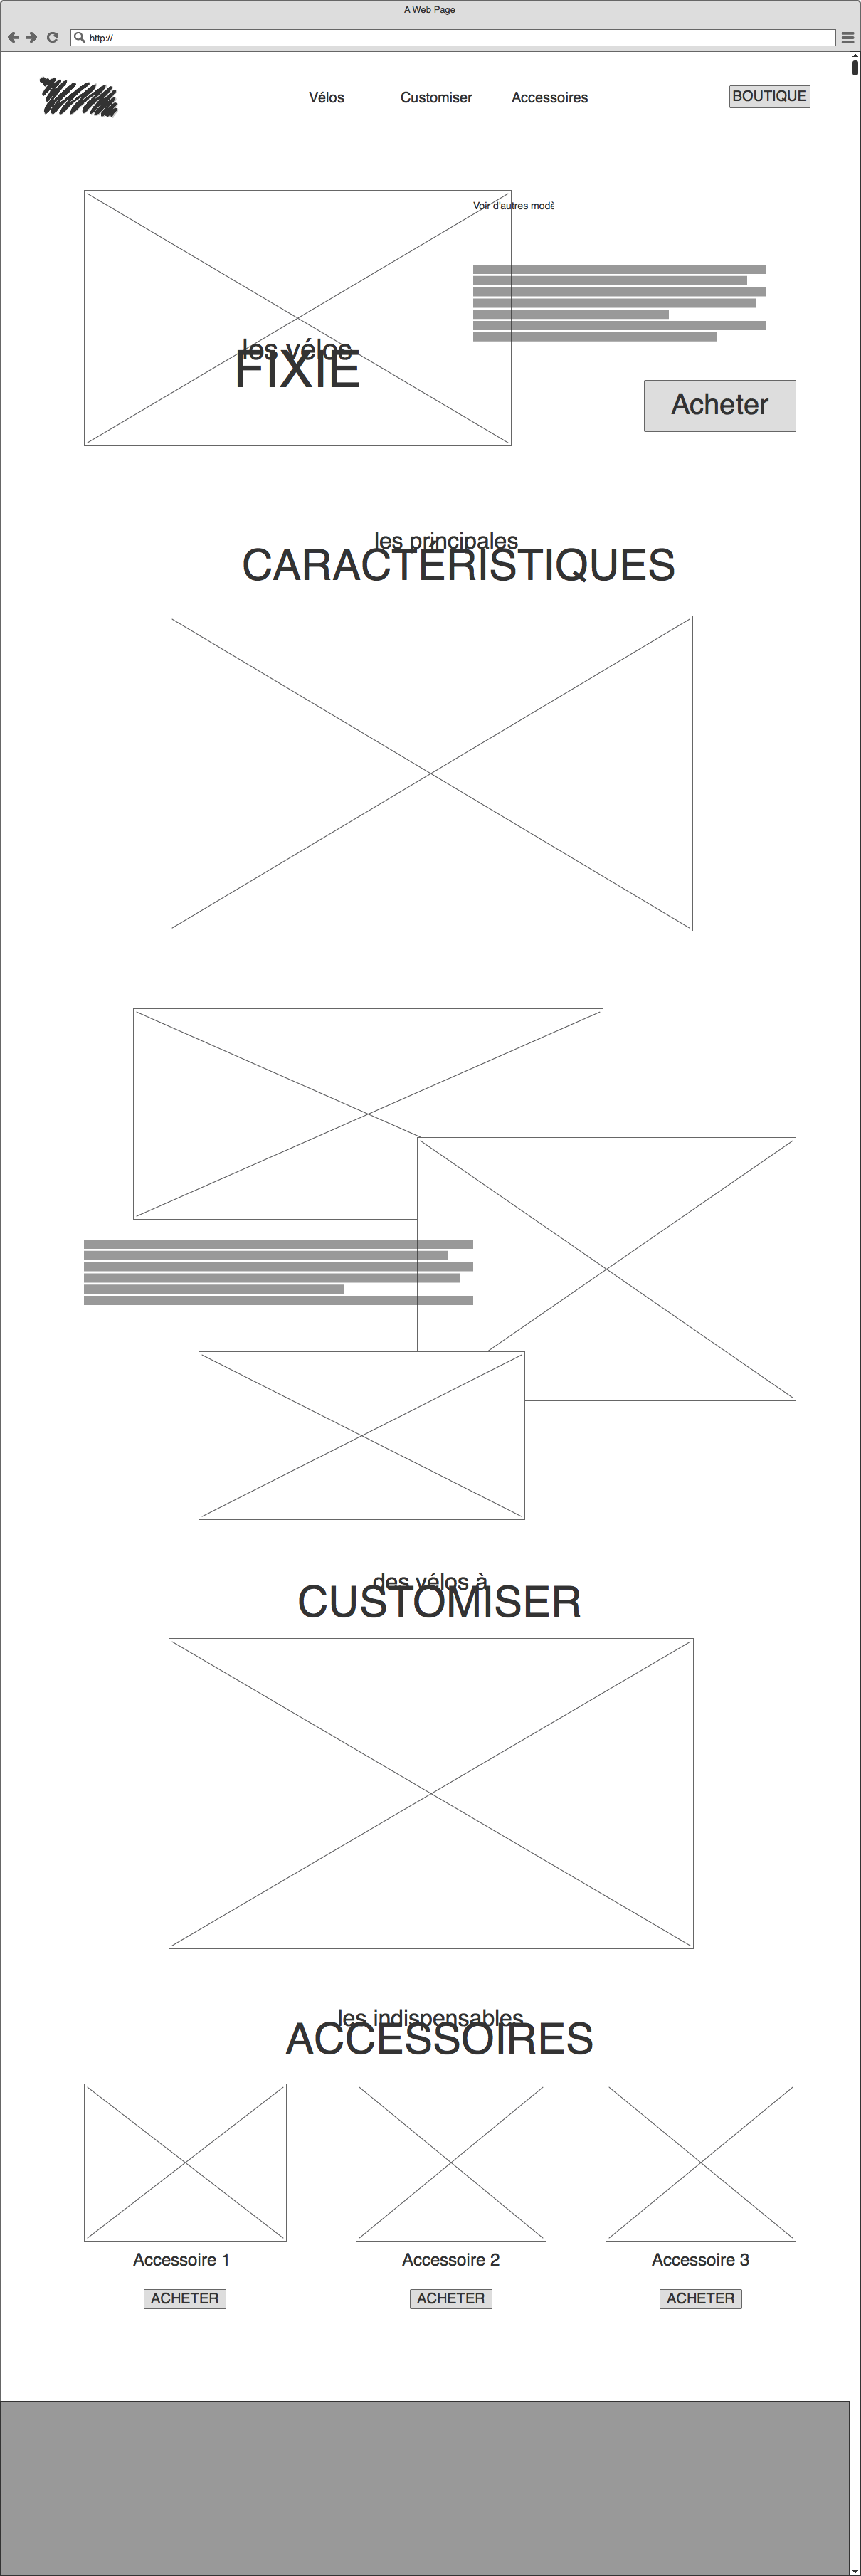 A Web Page
http://
Vélos
Customiser
Accessoires
BOUTIQUE
Voir d'autres modè
les vélos
FIXIE
Acheter
les principales
CARACTÉRISTIQUES
des vélos à
CUSTOMISER
les indispensables
ACCESSOIRES
Accessoire 1
Accessoire 2
Accessoire 3
ACHETER
ACHETER
ACHETER